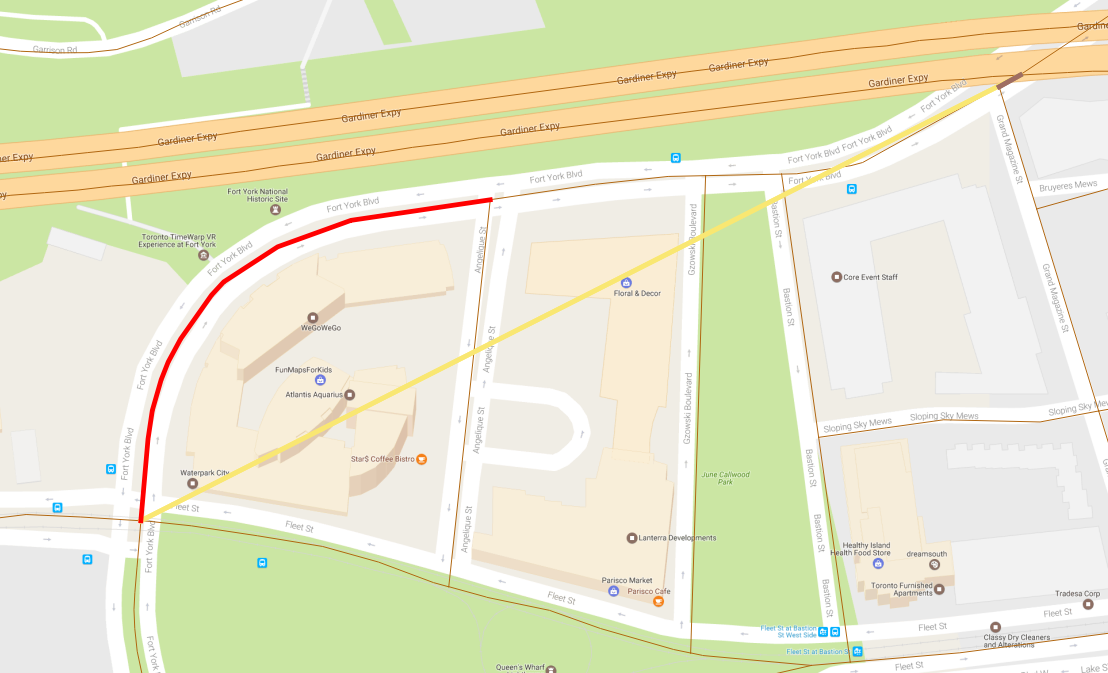 Garrison Rd
Garrison Rd
Gardiner Expy
Gardiner Expy
Gardiner Expy
Gardiner Expy
Gardiner Expy
Gardiner Expy
Gardiner Expy
Gardiner Expy
Fort York Blvd
Grand Magazine St
Fort York Blvd
Fort York Blvd
Fort York Blvd
Bruyeres Mews
Fort York National
Historic Site
Fort York Blvd
Fort York Blvd
Toronto TimeWarp VR
Experience at Fort York
Fort York Blvd
Angelique St
Gzowski Boulevard
Bastion St
Core Event Staff
Floral & Decor
Bastion St
Grand Magazine St
WeGoWeGo
Angelique St
Fort York Blvd
FunMapsForKids
Atlantis Aquarius
Gzowski Boulevard
Angelique St
Sloping Sky Mews
Sloping Sky Mews
Sloping Sky Mews
Fort York Blvd
Star$ Coffee Bistro
Waterpark City
June Callwood
Park
Bastion St
Fleet St
Fleet St
Angelique St
Fort York Blvd
Lanterra Developments
Bastion St
Healthy Island
Health Food Store
dreamsouth
Parisco Market
Parisco Cafe
Toronto Furnished
Apartments
Bastion St
Tradesa Corp
Fleet St
Fleet St
Fleet St
Fleet St at Bastion
St West Side
Classy Dry Cleaners
and Alterations
Fleet St at Bastion S
Fort York
Queen's Wharf
Fleet St
Lake S